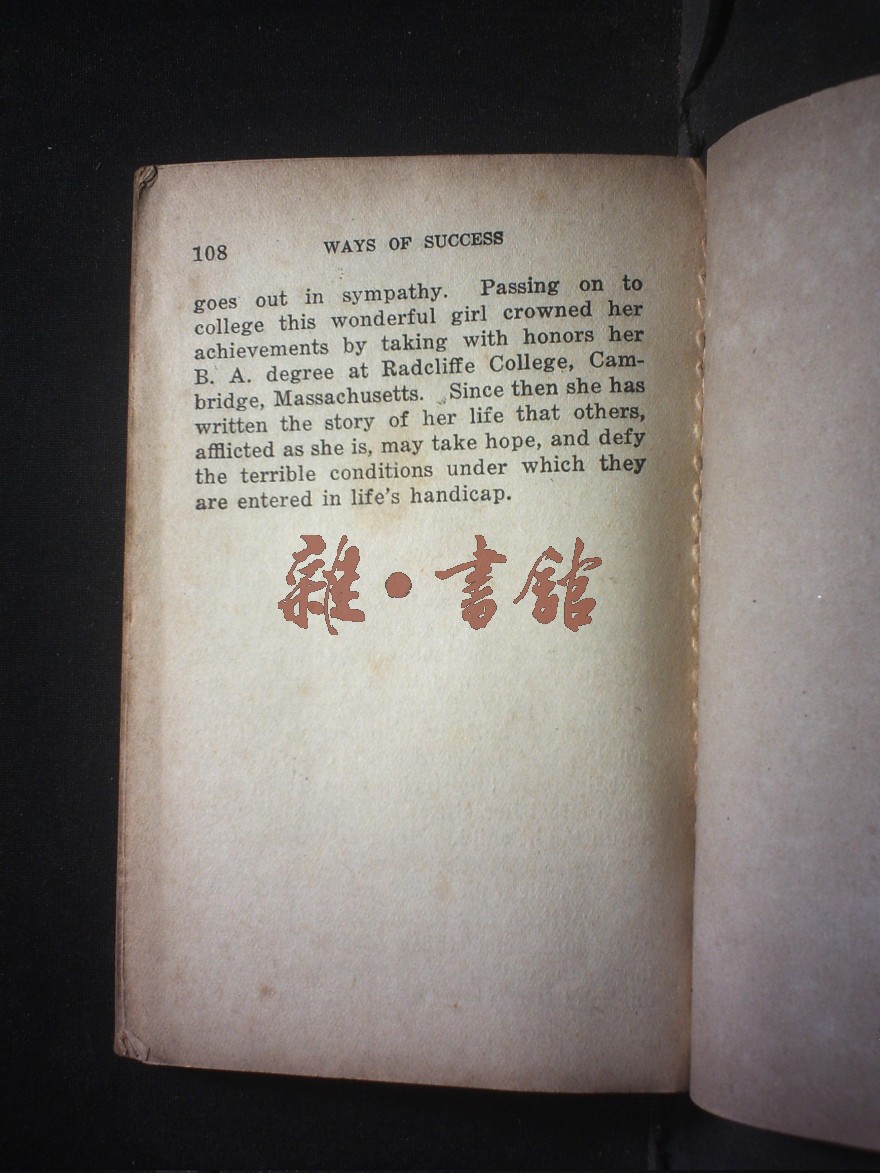 108 WAYS OF SUCCESS
goes out in sympathy. Passing on to
college this wonderful girl crowned her
achievements by taking with honors her
B. A. degree at Radcliffe College, Cam-
bridge, Massachusetts. Since then she has
written the story of her life that others,
afflicted as she is, may take hope, and defy
the terrible conditions under which they
are entered in life's handicap.
雜•書館